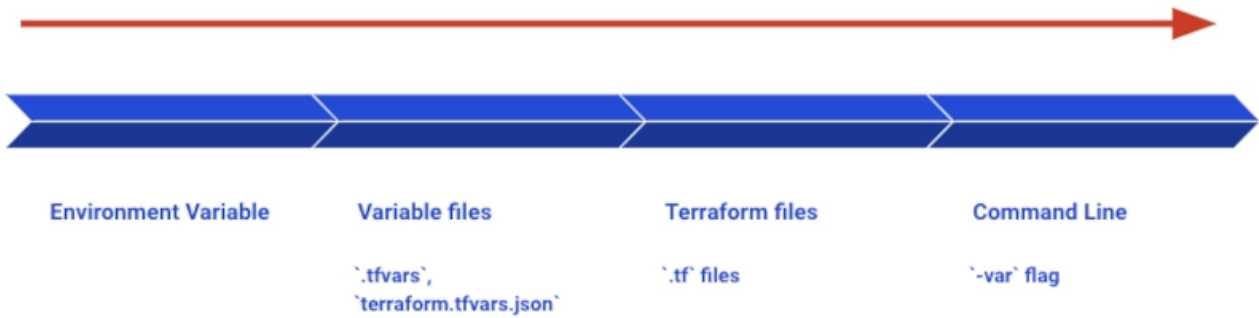 Environment Variable
Variable files
Terraform files
Command Line
`.tfvars`,
`terraform.tfvars.json`
`.tf` files
`-var` flag